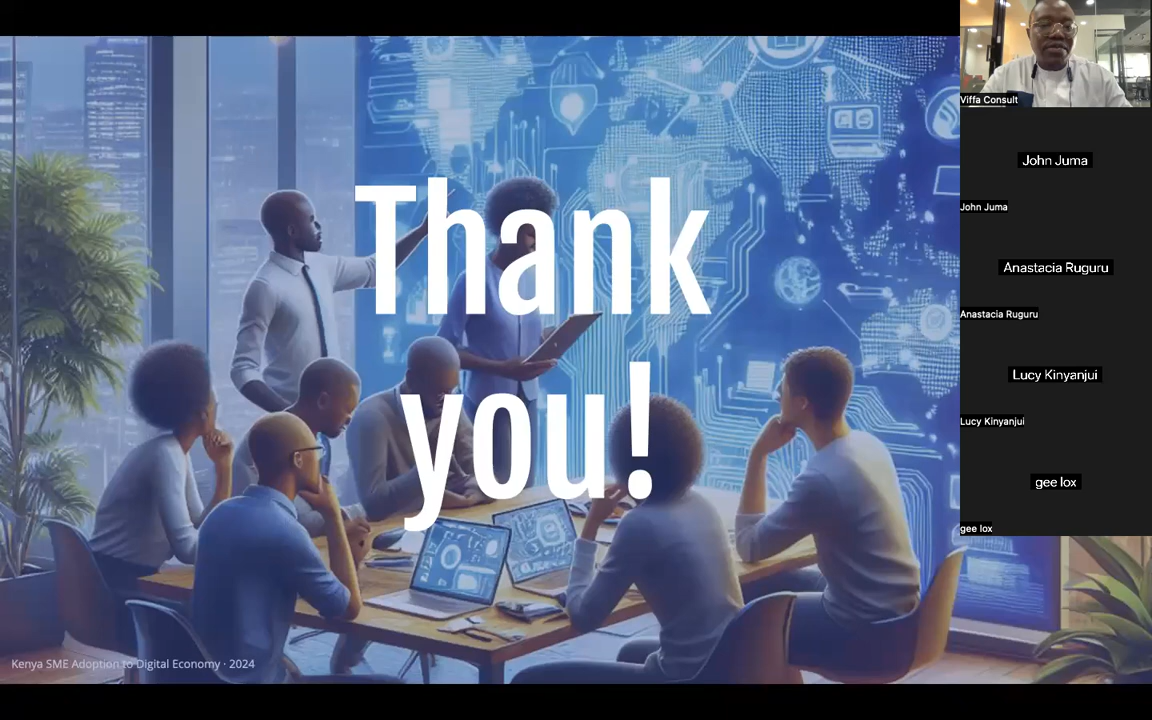 Thank
you!
Kenya SME Adoption to Digital Economy · 2024
Viffa Consult
John Juma
John Juma
Anastacia Ruguru
Anastacia Ruguru
Lucy Kinyanjui
Lucy Kinyanjui
gee lox
gee lox